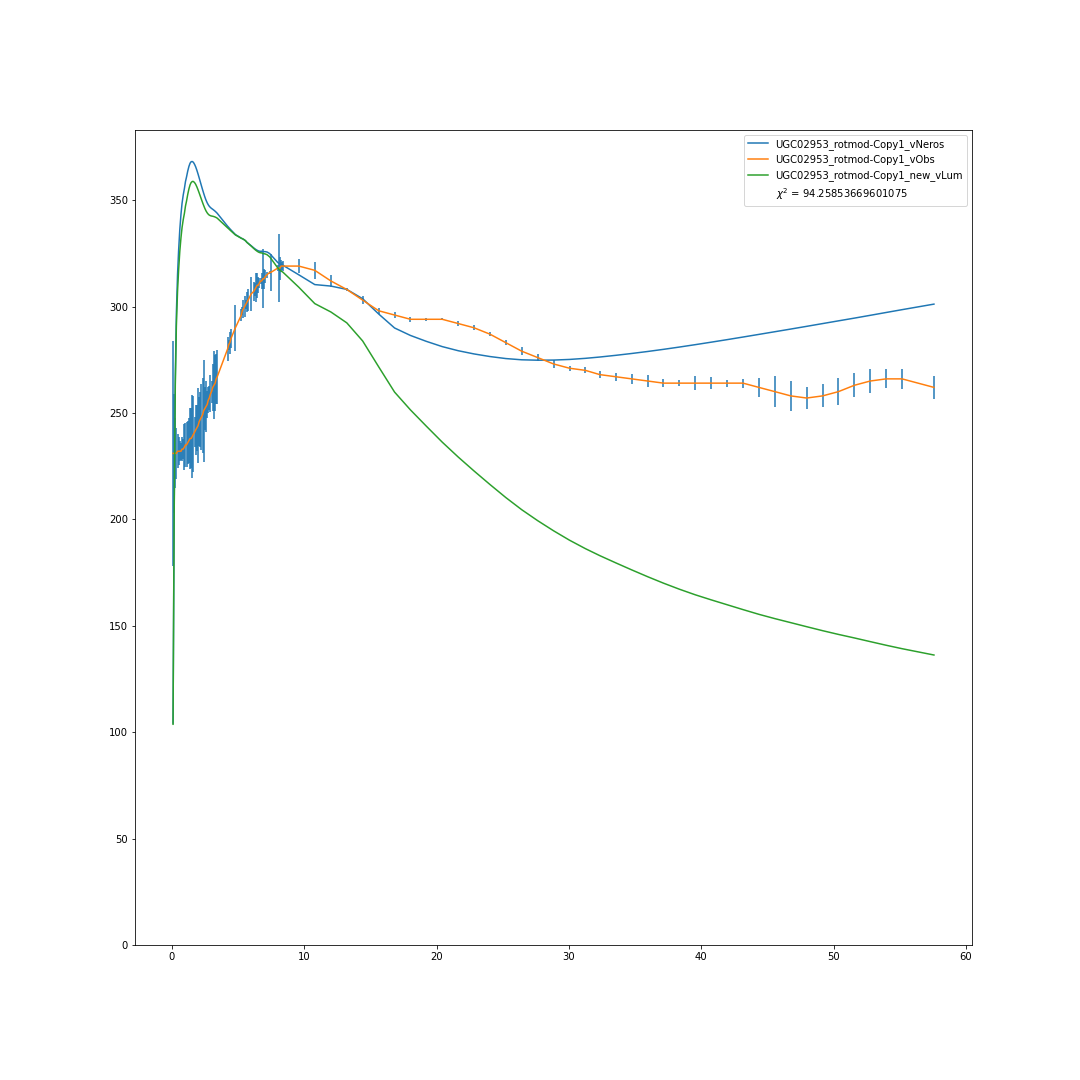 UGC02953_rotmod-Copy1_vNeros
UGC02953_rotmod-Copy1_vObs
UGC02953_rotmod-Copy1_new_vLum
χ² = 94.25853669601075
350
300
250
200
150
100
50
0
0 10 20 30 40 50 60